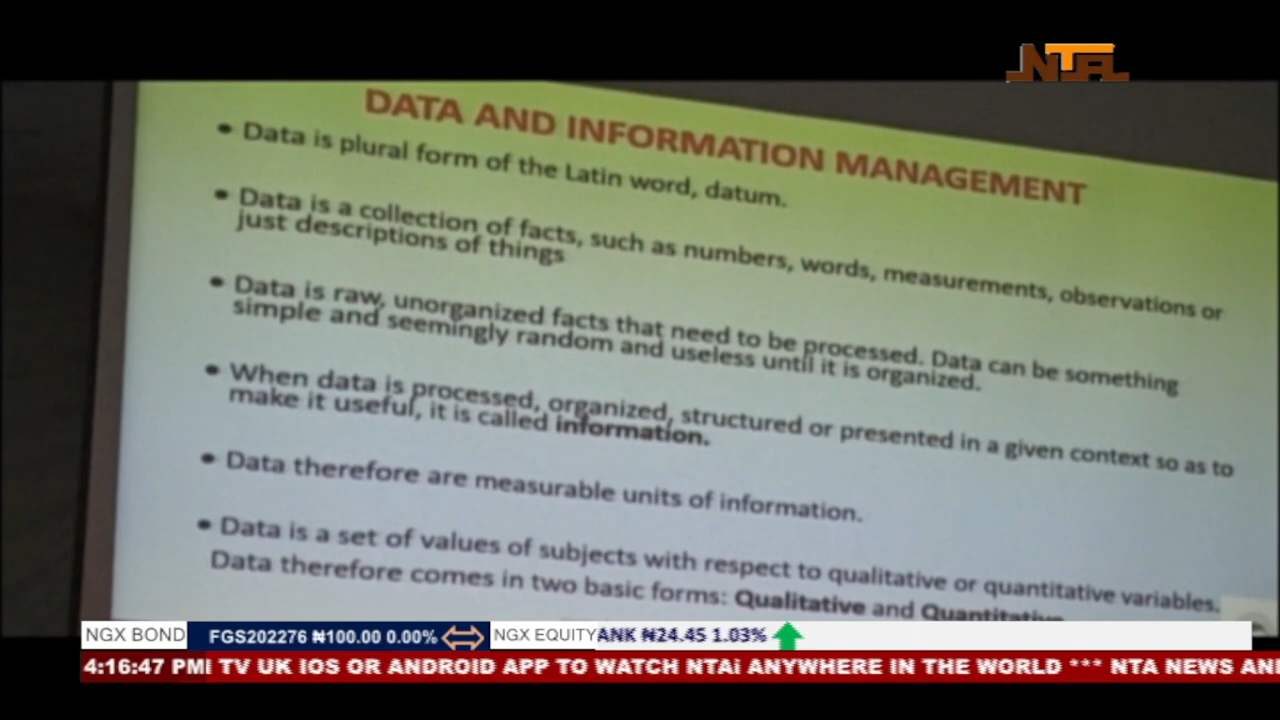 NTA
DATA AND INFORMATION MANAGEMENT
• Data is plural form of the Latin word, datum.
• Data is a collection of facts, such as numbers, words, measurements, observations or
just descriptions of things
• Data is raw, unorganized facts that need to be processed. Data can be something
simple and seemingly random and useless until it is organized.
• When data is processed, organized, structured or presented in a given context so as to
make it useful, it is called information.
• Data therefore are measurable units of information.
• Data is a set of values of subjects with respect to qualitative or quantitative variables.
Data therefore comes in two basic forms: Qualitative and Quantitative
NGX BOND FGS202276 ₦100.00 0.00% NGX EQUITY ANK ₦24.45 1.03%
4:16:47 PM I TV UK iOS OR ANDROID APP TO WATCH NTAi ANYWHERE IN THE WORLD *** NTA NEWS AN